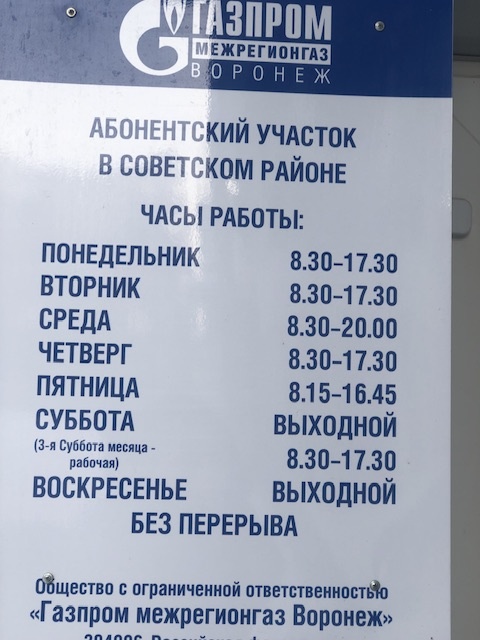 ГАЗПРОМ
МЕЖРЕГИОНГАЗ
ВОРОНЕЖ
АБОНЕНТСКИЙ УЧАСТОК
В СОВЕТСКОМ РАЙОНЕ
ЧАСЫ РАБОТЫ:
ПОНЕДЕЛЬНИК 8.30-17.30
ВТОРНИК 8.30-17.30
СРЕДА 8.30-20.00
ЧЕТВЕРГ 8.30-17.30
ПЯТНИЦА 8.15-16.45
СУББОТА ВЫХОДНОЙ
(3-я Суббота месяца -
рабочая) 8.30-17.30
ВОСКРЕСЕНЬЕ ВЫХОДНОЙ
БЕЗ ПЕРЕРЫВА
Общество с ограниченной ответственностью
«Газпром межрегионгаз Воронеж»